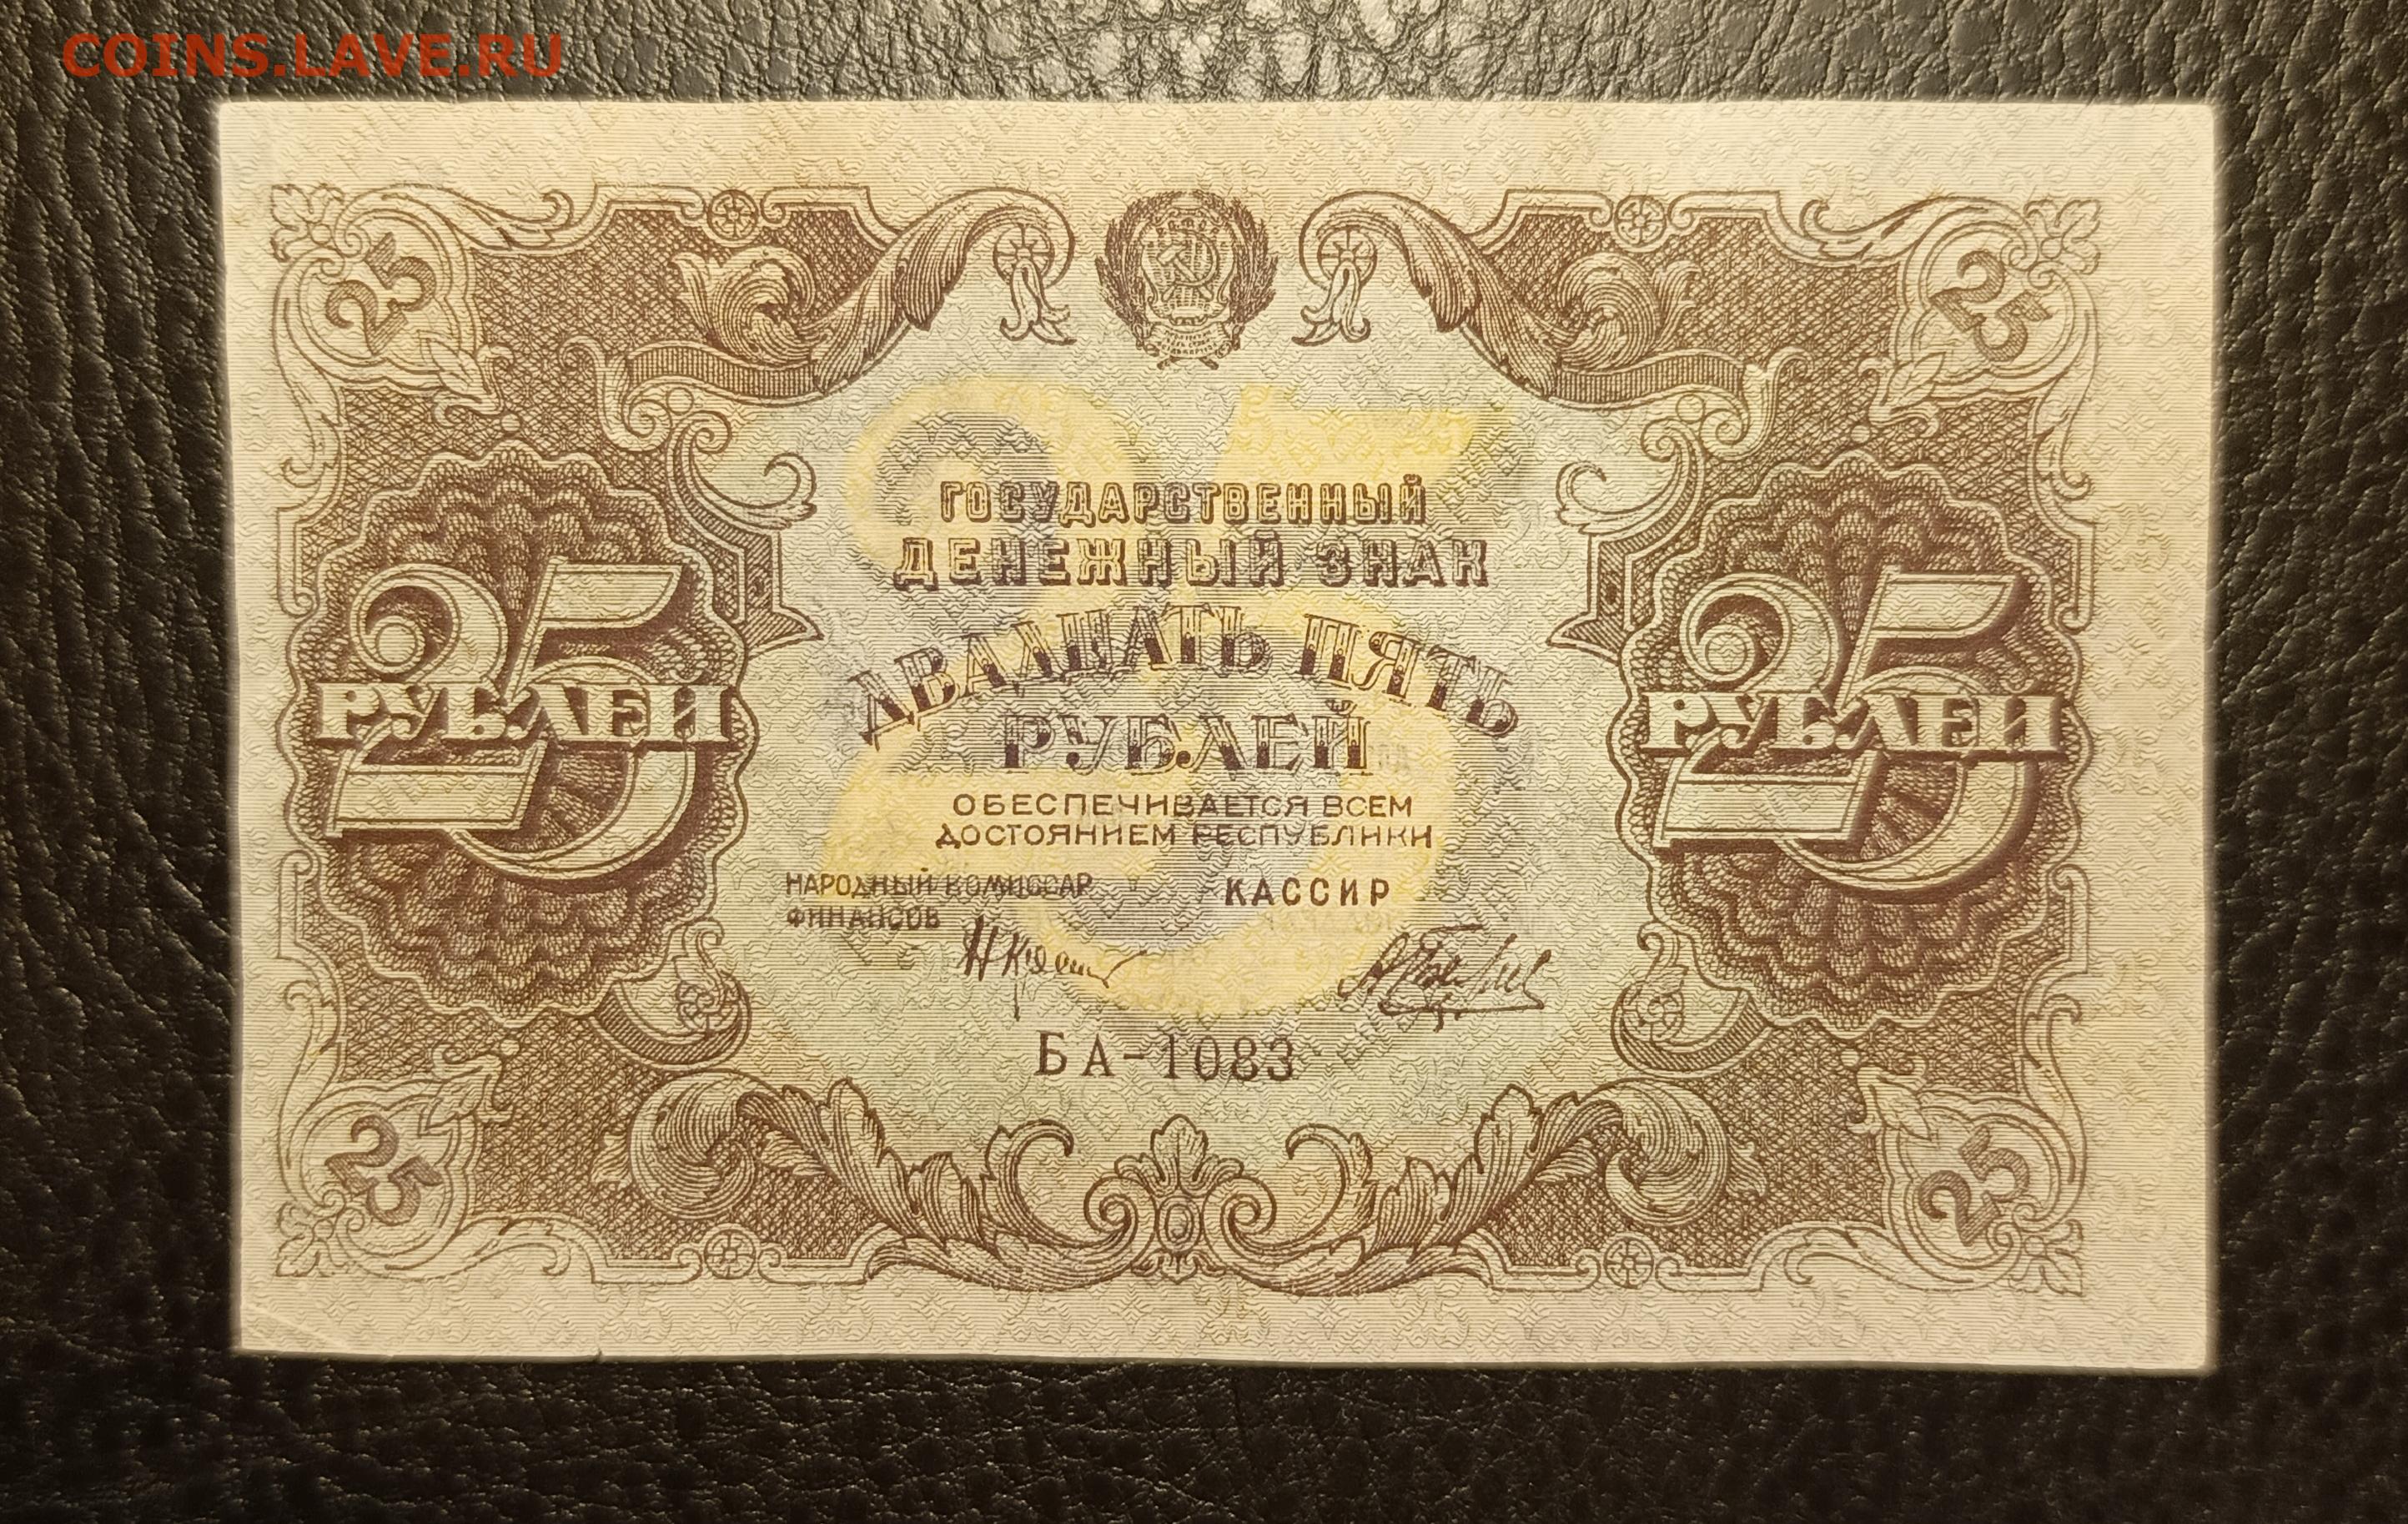 COINS.LAVE.RU
25
25
ГОСУДАРСТВЕННЫЙ
ДЕНЕЖНЫЙ ЗНАК
ДВАДЦАТЬ ПЯТЬ
РУБЛЕЙ
25
РУБЛЕЙ
25
РУБЛЕЙ
ОБЕСПЕЧИВАЕТСЯ ВСЕМ
ДОСТОЯНИЕМ РЕСПУБЛИКИ
НАРОДНЫЙ КОМИССАР
ФИНАНСОВ
КАССИР
БА-1083
25
25